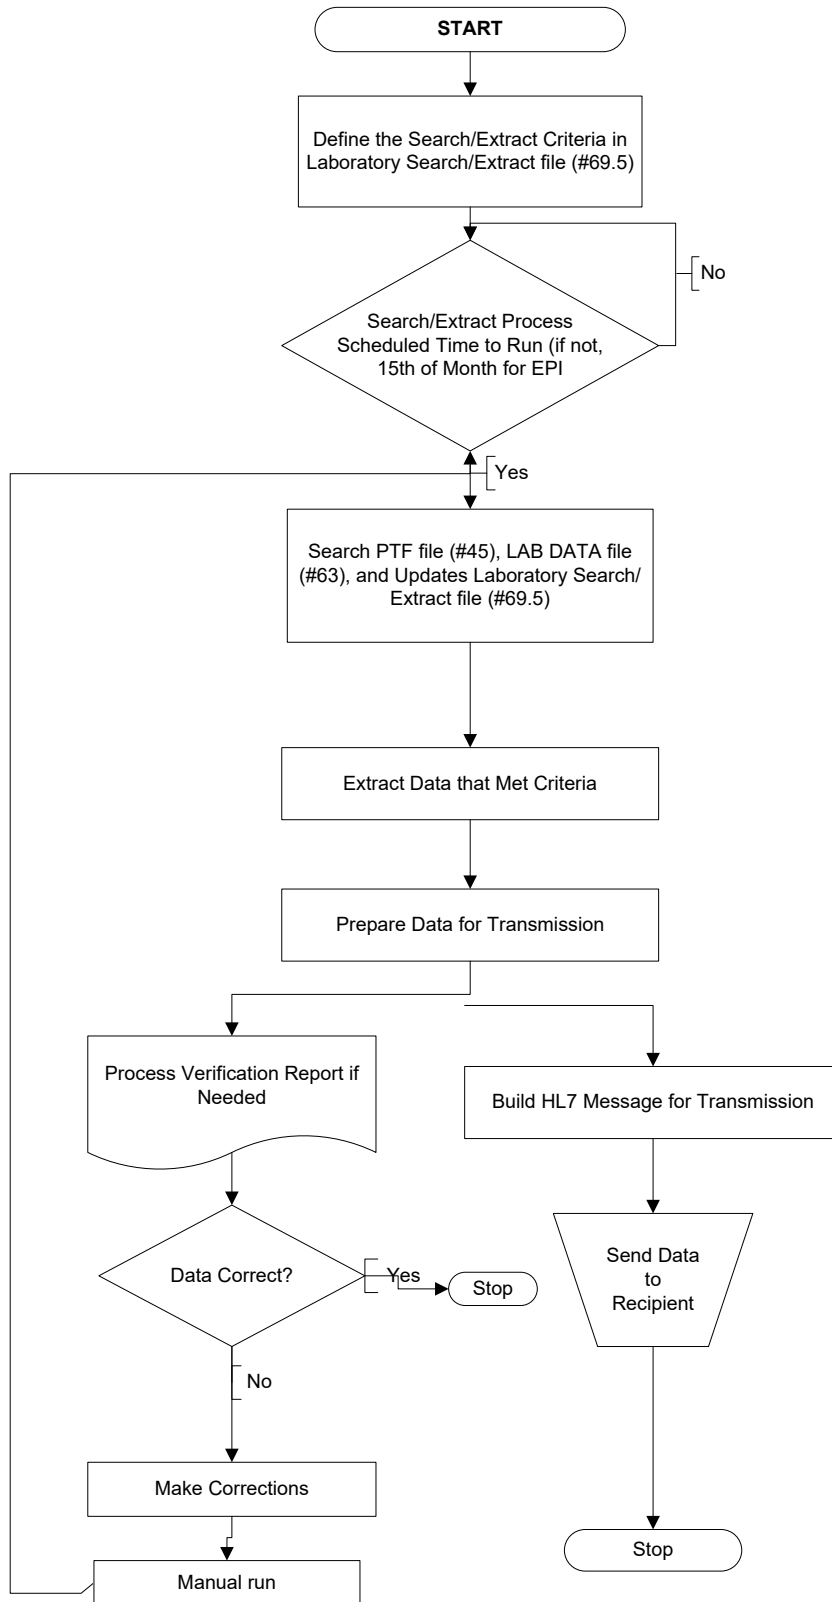 START
Define the Search/Extract Criteria in
Laboratory Search/Extract file (#69.5)
No
Search/Extract Process
Scheduled Time to Run (if not,
15th of Month for EPI
Yes
Search PTF file (#45), LAB DATA file
(#63), and Updates Laboratory Search/
Extract file (#69.5)
Extract Data that Met Criteria
Prepare Data for Transmission
Process Verification Report if
Needed
Build HL7 Message for Transmission
Data Correct?
Yes
Stop
Send Data
to
Recipient
No
Make Corrections
Stop
Manual run